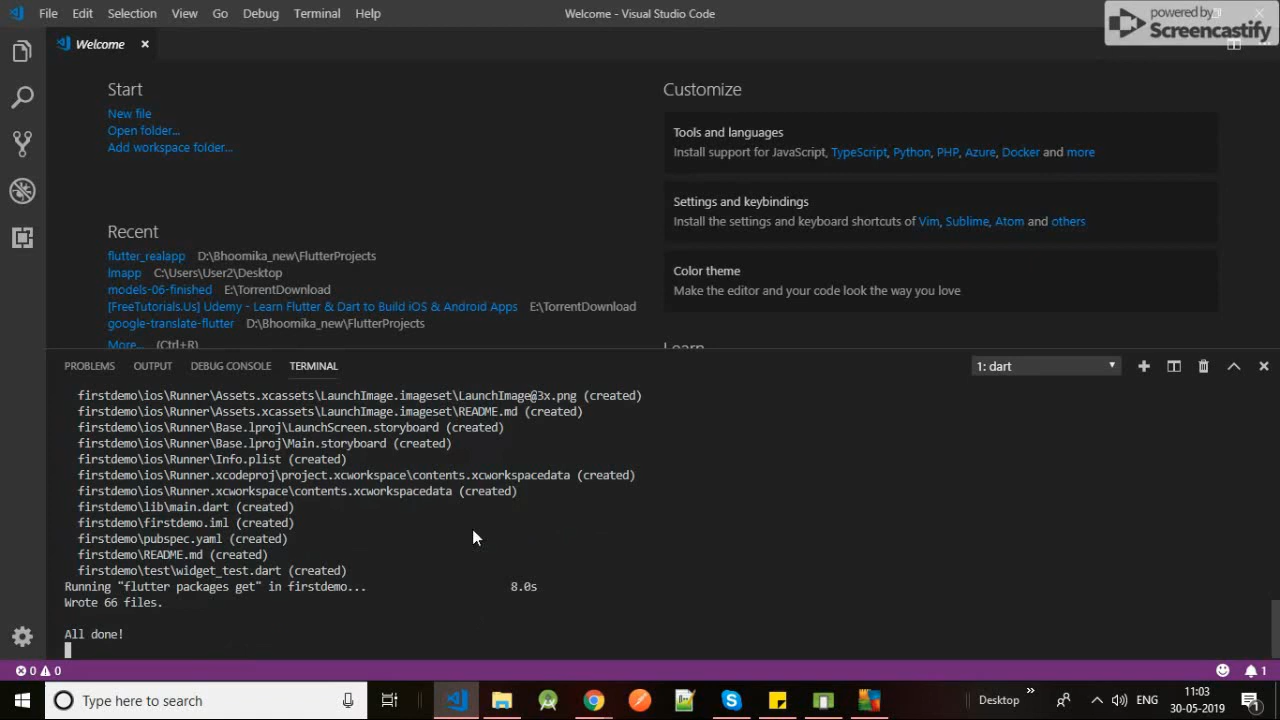 File Edit Selection View Go Debug Terminal Help Welcome - Visual Studio Code
powered by
Screencastify
Welcome
Start
New file
Open folder...
Add workspace folder...
Customize
Tools and languages
Install support for JavaScript, TypeScript, Python, PHP, Azure, Docker and more
Settings and keybindings
Install the settings and keyboard shortcuts of Vim, Sublime, Atom and others
Color theme
Make the editor and your code look the way you love
Learn
Recent
flutter_realapp D:\Bhoomika_new\FlutterProjects
lmapp C:\Users\User2\Desktop
models-06-finished E:\TorrentDownload
[FreeTutorials.Us] Udemy - Learn Flutter & Dart to Build iOS & Android Apps E:\TorrentDownload
google-translate-flutter D:\Bhoomika_new\FlutterProjects
More... (Ctrl+R)
PROBLEMS OUTPUT DEBUG CONSOLE TERMINAL 1: dart
firstdemo\ios\Runner\Assets.xcassets\LaunchImage.imageset\LaunchImage@3x.png (created)
firstdemo\ios\Runner\Assets.xcassets\LaunchImage.imageset\README.md (created)
firstdemo\ios\Runner\Base.lproj\LaunchScreen.storyboard (created)
firstdemo\ios\Runner\Base.lproj\Main.storyboard (created)
firstdemo\ios\Runner\Info.plist (created)
firstdemo\ios\Runner.xcodeproj\project.xcworkspace\contents.xcworkspacedata (created)
firstdemo\ios\Runner.xcworkspace\contents.xcworkspacedata (created)
firstdemo\lib\main.dart (created)
firstdemo\firstdemo.iml (created)
firstdemo\pubspec.yaml (created)
firstdemo\README.md (created)
firstdemo\test\widget_test.dart (created)
Running "flutter packages get" in firstdemo... 8.0s
Wrote 66 files.
All done!
0 0 1
Type here to search
Desktop
ENG
11:03
30-05-2019
1